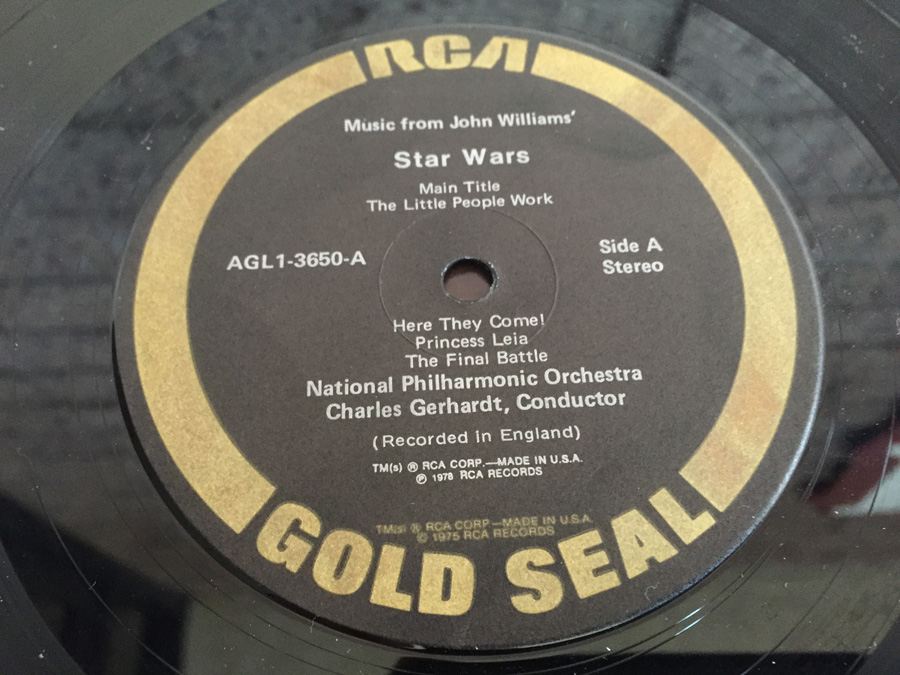 RCA
Music from John Williams'
Star Wars
Main Title
The Little People Work
AGL1-3650-A
Side A
Stereo
Here They Come!
Princess Leia
The Final Battle
National Philharmonic Orchestra
Charles Gerhardt, Conductor
(Recorded in England)
TM(s) ® RCA CORP.—MADE IN U.S.A.
℗ 1978 RCA RECORDS
TM(s) ® RCA CORP—MADE IN U.S.A.
© 1975 RCA RECORDS
GOLD SEAL